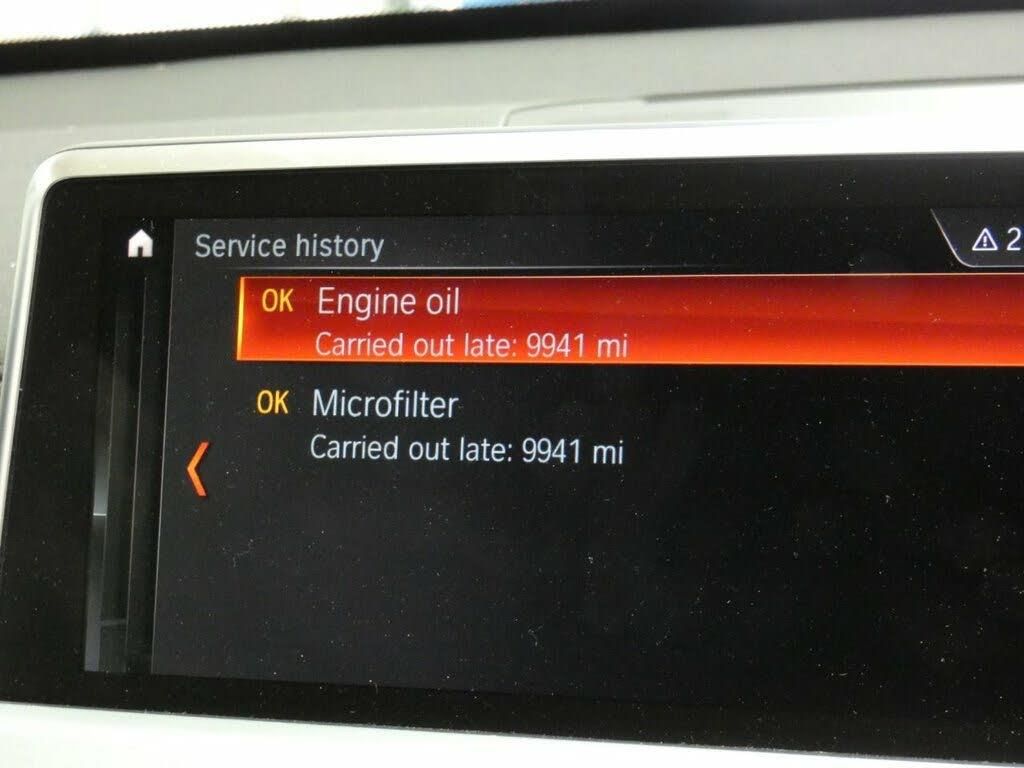 Service history
2
OK Engine oil
Carried out late: 9941 mi
OK Microfilter
Carried out late: 9941 mi